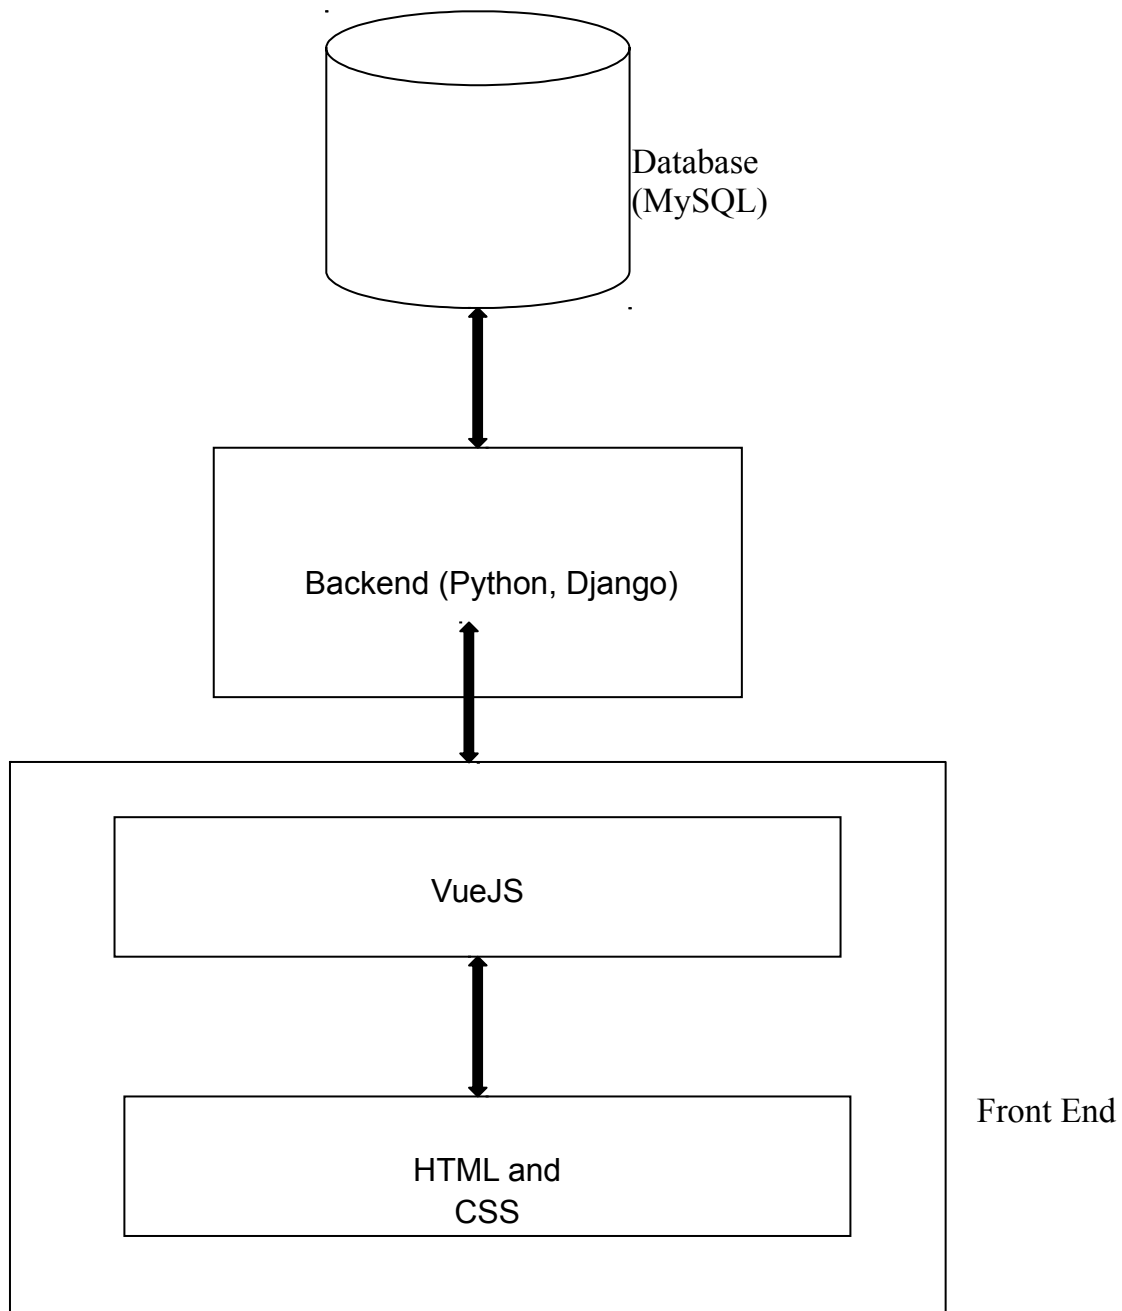 Database
(MySQL)
Backend (Python, Django)
VueJS
Front End
HTML and
CSS